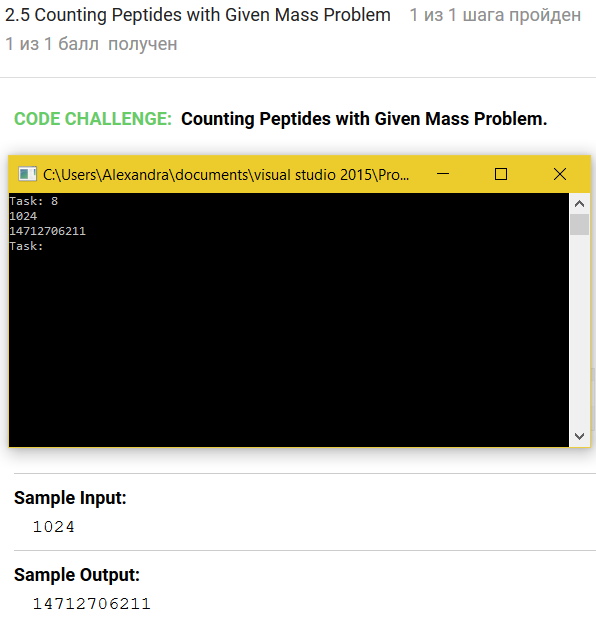 2.5 Counting Peptides with Given Mass Problem 1 из 1 шага пройден
1 из 1 балл получен
CODE CHALLENGE: Counting Peptides with Given Mass Problem.
C:\Users\Alexandra\documents\visual studio 2015\Pro...
Task: 8
1024
14712706211
Task:
Sample Input:
1024
Sample Output:
14712706211